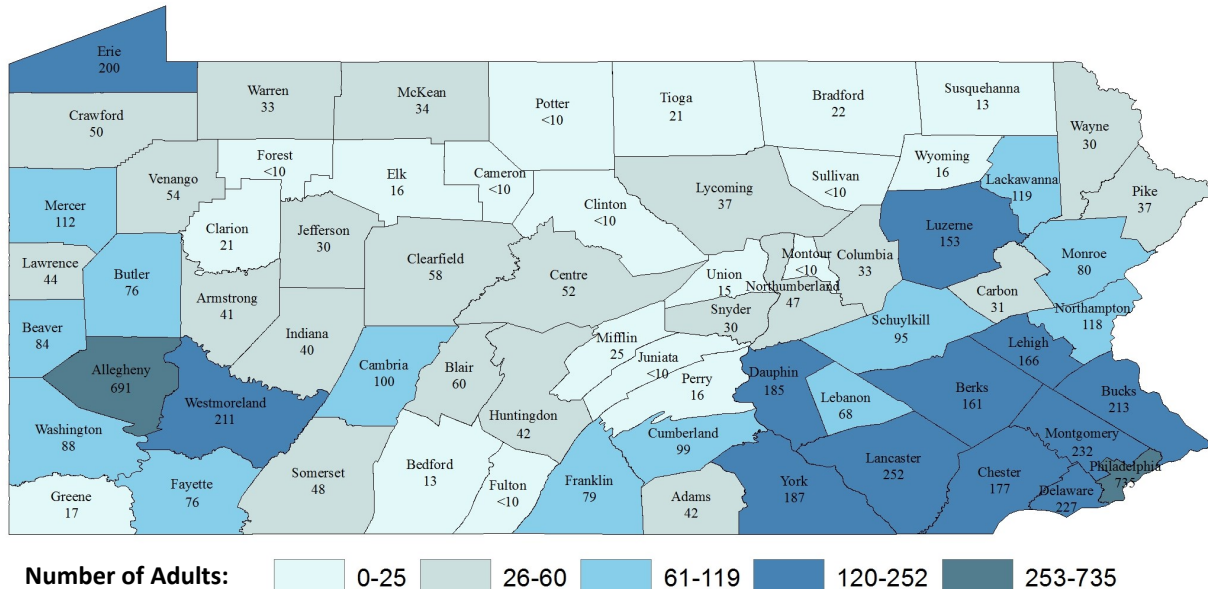 Erie
200
Warren
33
McKean
34
Potter
<10
Tioga
21
Bradford
22
Susquehanna
13
Wayne
30
Crawford
50
Forest
<10
Elk
16
Cameron
<10
Sullivan
<10
Wyoming
16
Lackawanna
119
Pike
37
Venango
54
Mercer
112
Clarion
21
Jefferson
30
Clinton
<10
Lycoming
37
Luzerne
153
Monroe
80
Lawrence
44
Butler
76
Armstrong
41
Clearfield
58
Centre
52
Union
15
Montour
<10
Columbia
33
Northumberland
47
Snyder
30
Carbon
31
Northampton
118
Beaver
84
Indiana
40
Cambria
100
Blair
60
Mifflin
25
Juniata
<10
Perry
16
Schuylkill
95
Lehigh
166
Allegheny
691
Westmoreland
211
Huntingdon
42
Dauphin
185
Lebanon
68
Berks
161
Bucks
213
Washington
88
Cumberland
99
Montgomery
232
Philadelphia
735
Greene
17
Fayette
76
Somerset
48
Bedford
13
Fulton
<10
Franklin
79
Adams
42
York
187
Lancaster
252
Chester
177
Delaware
227
Number of Adults: 0-25 26-60 61-119 120-252 253-735